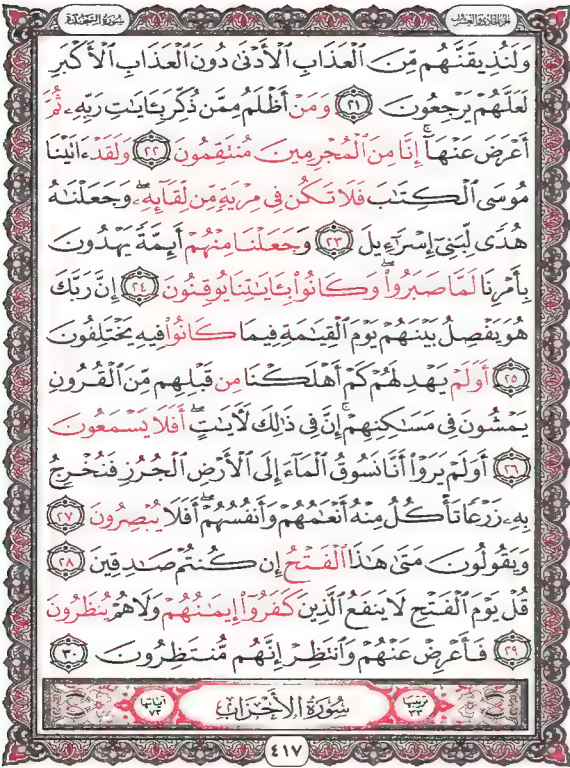 سورة السجدة
الجزء الحادي والعشرون
وَلَنُذِيقَنَّهُم مِّنَ ٱلْعَذَابِ ٱلْأَدْنَىٰ دُونَ ٱلْعَذَابِ ٱلْأَكْبَرِ
لَعَلَّهُمْ يَرْجِعُونَ ٢١ وَمَنْ أَظْلَمُ مِمَّن ذُكِّرَ بِـَٔايَٰتِ رَبِّهِۦ ثُمَّ
أَعْرَضَ عَنْهَآ ۚ إِنَّا مِنَ ٱلْمُجْرِمِينَ مُنتَقِمُونَ ٢٢ وَلَقَدْ ءَاتَيْنَا
مُوسَى ٱلْكِتَٰبَ فَلَا تَكُن فِى مِرْيَةٍ مِّن لِّقَآئِهِۦ ۖ وَجَعَلْنَٰهُ
هُدًى لِّبَنِىٓ إِسْرَٰٓءِيلَ ٢٣ وَجَعَلْنَا مِنْهُمْ أَئِمَّةً يَهْدُونَ
بِأَمْرِنَا لَمَّا صَبَرُوا۟ ۖ وَكَانُوا۟ بِـَٔايَٰتِنَا يُوقِنُونَ ٢٤ إِنَّ رَبَّكَ
هُوَ يَفْصِلُ بَيْنَهُمْ يَوْمَ ٱلْقِيَٰمَةِ فِيمَا كَانُوا۟ فِيهِ يَخْتَلِفُونَ
٢٥ أَوَلَمْ يَهْدِ لَهُمْ كَمْ أَهْلَكْنَا مِن قَبْلِهِم مِّنَ ٱلْقُرُونِ
يَمْشُونَ فِى مَسَٰكِنِهِمْ ۚ إِنَّ فِى ذَٰلِكَ لَـَٔايَٰتٍ ۖ أَفَلَا يَسْمَعُونَ
٢٦ أَوَلَمْ يَرَوْا۟ أَنَّا نَسُوقُ ٱلْمَآءَ إِلَى ٱلْأَرْضِ ٱلْجُرُزِ فَنُخْرِجُ
بِهِۦ زَرْعًا تَأْكُلُ مِنْهُ أَنْعَٰمُهُمْ وَأَنفُسُهُمْ ۖ أَفَلَا يُبْصِرُونَ ٢٧
وَيَقُولُونَ مَتَىٰ هَٰذَا ٱلْفَتْحُ إِن كُنتُمْ صَٰدِقِينَ ٢٨
قُلْ يَوْمَ ٱلْفَتْحِ لَا يَنفَعُ ٱلَّذِينَ كَفَرُوٓا۟ إِيمَٰنُهُمْ وَلَا هُمْ يُنظَرُونَ
٢٩ فَأَعْرِضْ عَنْهُمْ وَٱنتَظِرْ إِنَّهُم مُّنتَظِرُونَ ٣٠
ترتيبها ٣٣ سُورَةُ الأَحْزَابِ آياتها ٧٣
٤١٧